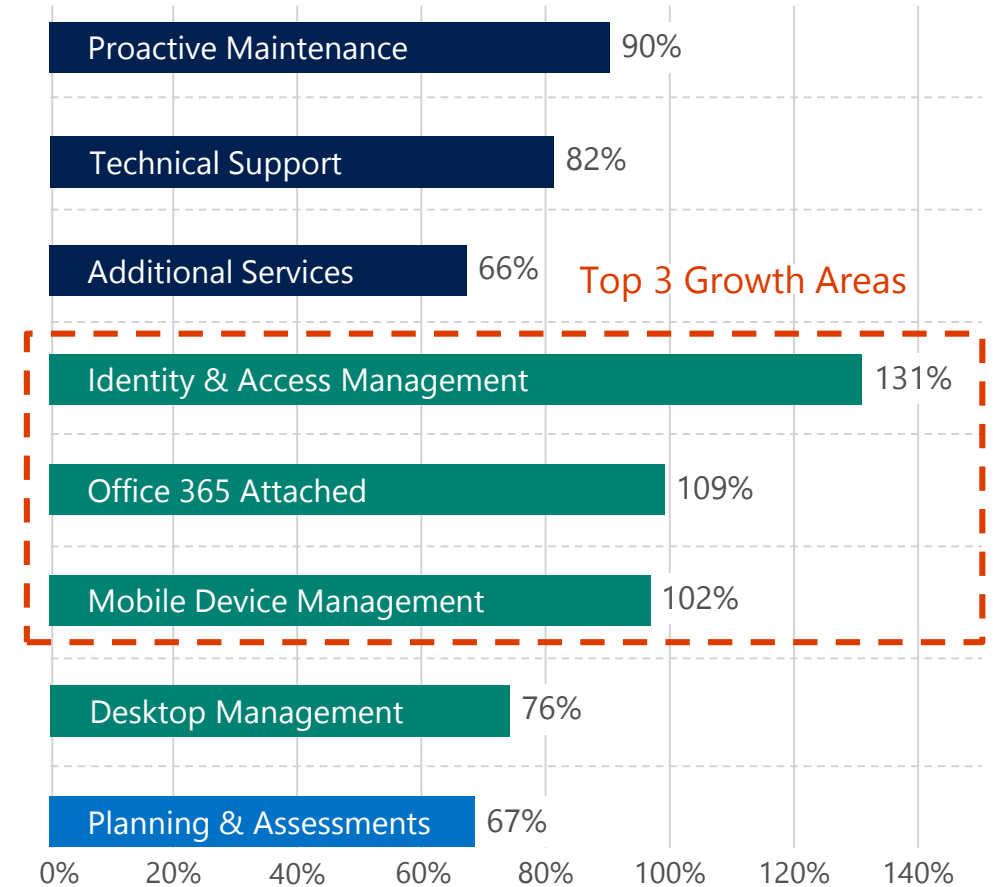 Proactive Maintenance 90%
Technical Support 82%
Additional Services 66%
Top 3 Growth Areas
Identity & Access Management 131%
Office 365 Attached 109%
Mobile Device Management 102%
Desktop Management 76%
Planning & Assessments 67%
0% 20% 40% 60% 80% 100% 120% 140%